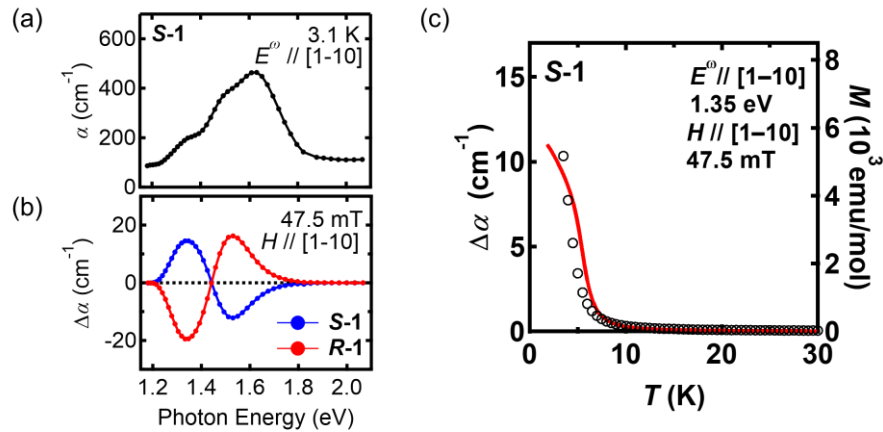 (a)
S-1
3.1 K
E^ω // [1-10]
600
400
200
0
α (cm⁻¹)
(b)
47.5 mT
H // [1-10]
20
0
-20
Δα (cm⁻¹)
S-1
R-1
1.2 1.4 1.6 1.8 2.0
Photon Energy (eV)
(c)
S-1
E^ω // [1–10]
1.35 eV
H // [1–10]
47.5 mT
15
10
5
0
Δα (cm⁻¹)
8
6
4
2
0
M (10³ emu/mol)
0 10 20 30
T (K)